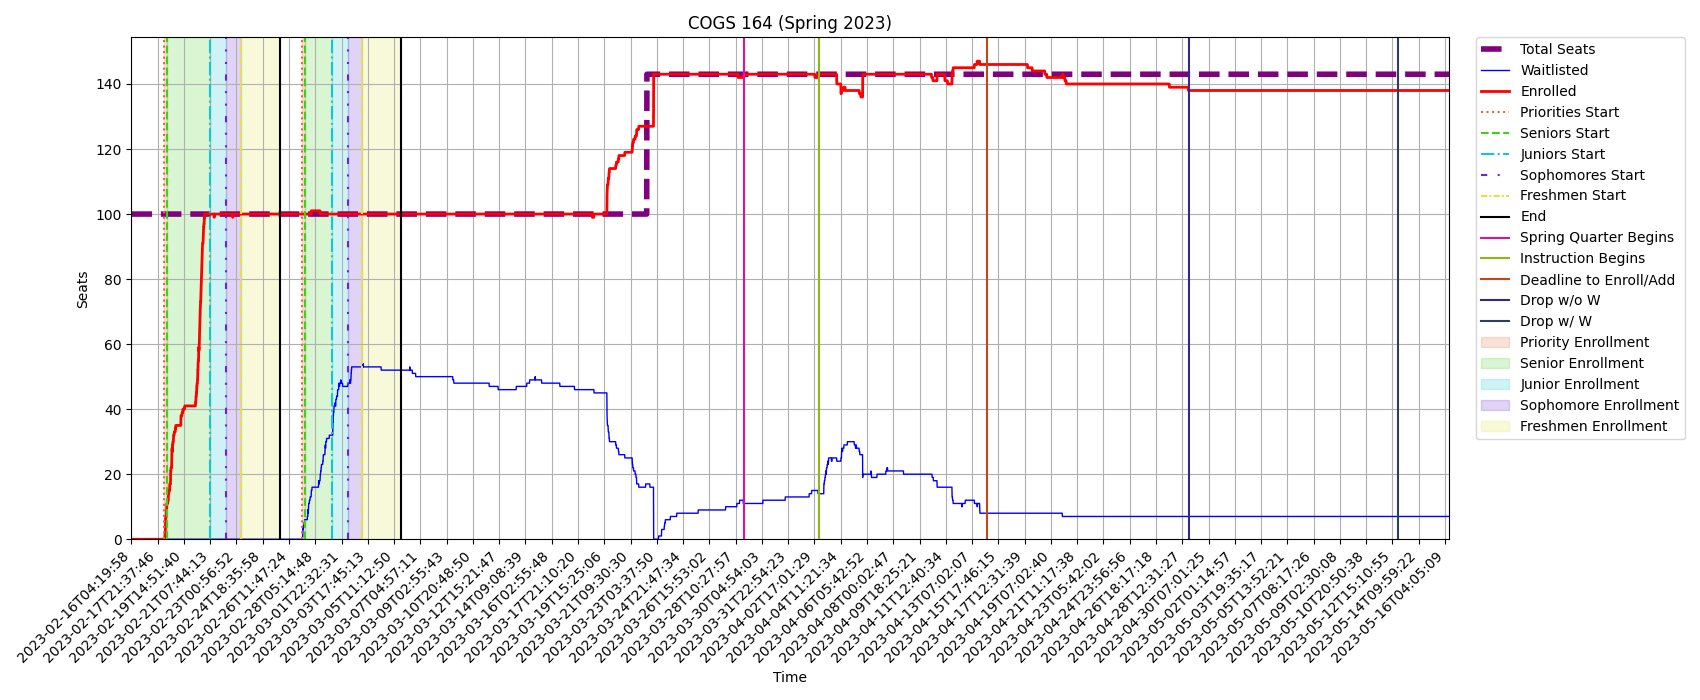 COGS 164 (Spring 2023)
Seats
140
120
100
80
60
40
20
0
2023-02-16T04:19:58
2023-02-17T21:37:46
2023-02-19T14:51:40
2023-02-21T07:44:13
2023-02-23T00:56:52
2023-02-24T18:35:58
2023-02-26T11:47:24
2023-02-28T05:14:48
2023-03-01T22:32:31
2023-03-03T17:45:13
2023-03-05T11:12:50
2023-03-07T04:57:11
2023-03-09T02:55:43
2023-03-10T20:48:50
2023-03-12T15:21:47
2023-03-14T09:08:39
2023-03-16T02:55:48
2023-03-17T21:10:20
2023-03-19T15:25:06
2023-03-21T09:30:30
2023-03-23T03:37:50
2023-03-24T21:47:34
2023-03-26T15:53:02
2023-03-28T10:27:57
2023-03-30T04:54:03
2023-03-31T22:54:23
2023-04-02T17:01:29
2023-04-04T11:21:34
2023-04-06T05:42:52
2023-04-08T00:02:47
2023-04-09T18:25:21
2023-04-11T12:40:34
2023-04-13T07:02:07
2023-04-15T17:46:15
2023-04-17T12:31:39
2023-04-19T07:02:40
2023-04-21T11:17:38
2023-04-23T05:42:02
2023-04-24T23:56:56
2023-04-26T18:17:18
2023-04-28T12:31:27
2023-04-30T07:01:25
2023-05-02T01:14:57
2023-05-03T19:35:17
2023-05-05T13:52:21
2023-05-07T08:17:26
2023-05-09T02:30:08
2023-05-10T20:50:38
2023-05-12T15:10:55
2023-05-14T09:59:22
2023-05-16T04:05:09
Time
Total Seats
Waitlisted
Enrolled
Priorities Start
Seniors Start
Juniors Start
Sophomores Start
Freshmen Start
End
Spring Quarter Begins
Instruction Begins
Deadline to Enroll/Add
Drop w/o W
Drop w/ W
Priority Enrollment
Senior Enrollment
Junior Enrollment
Sophomore Enrollment
Freshmen Enrollment